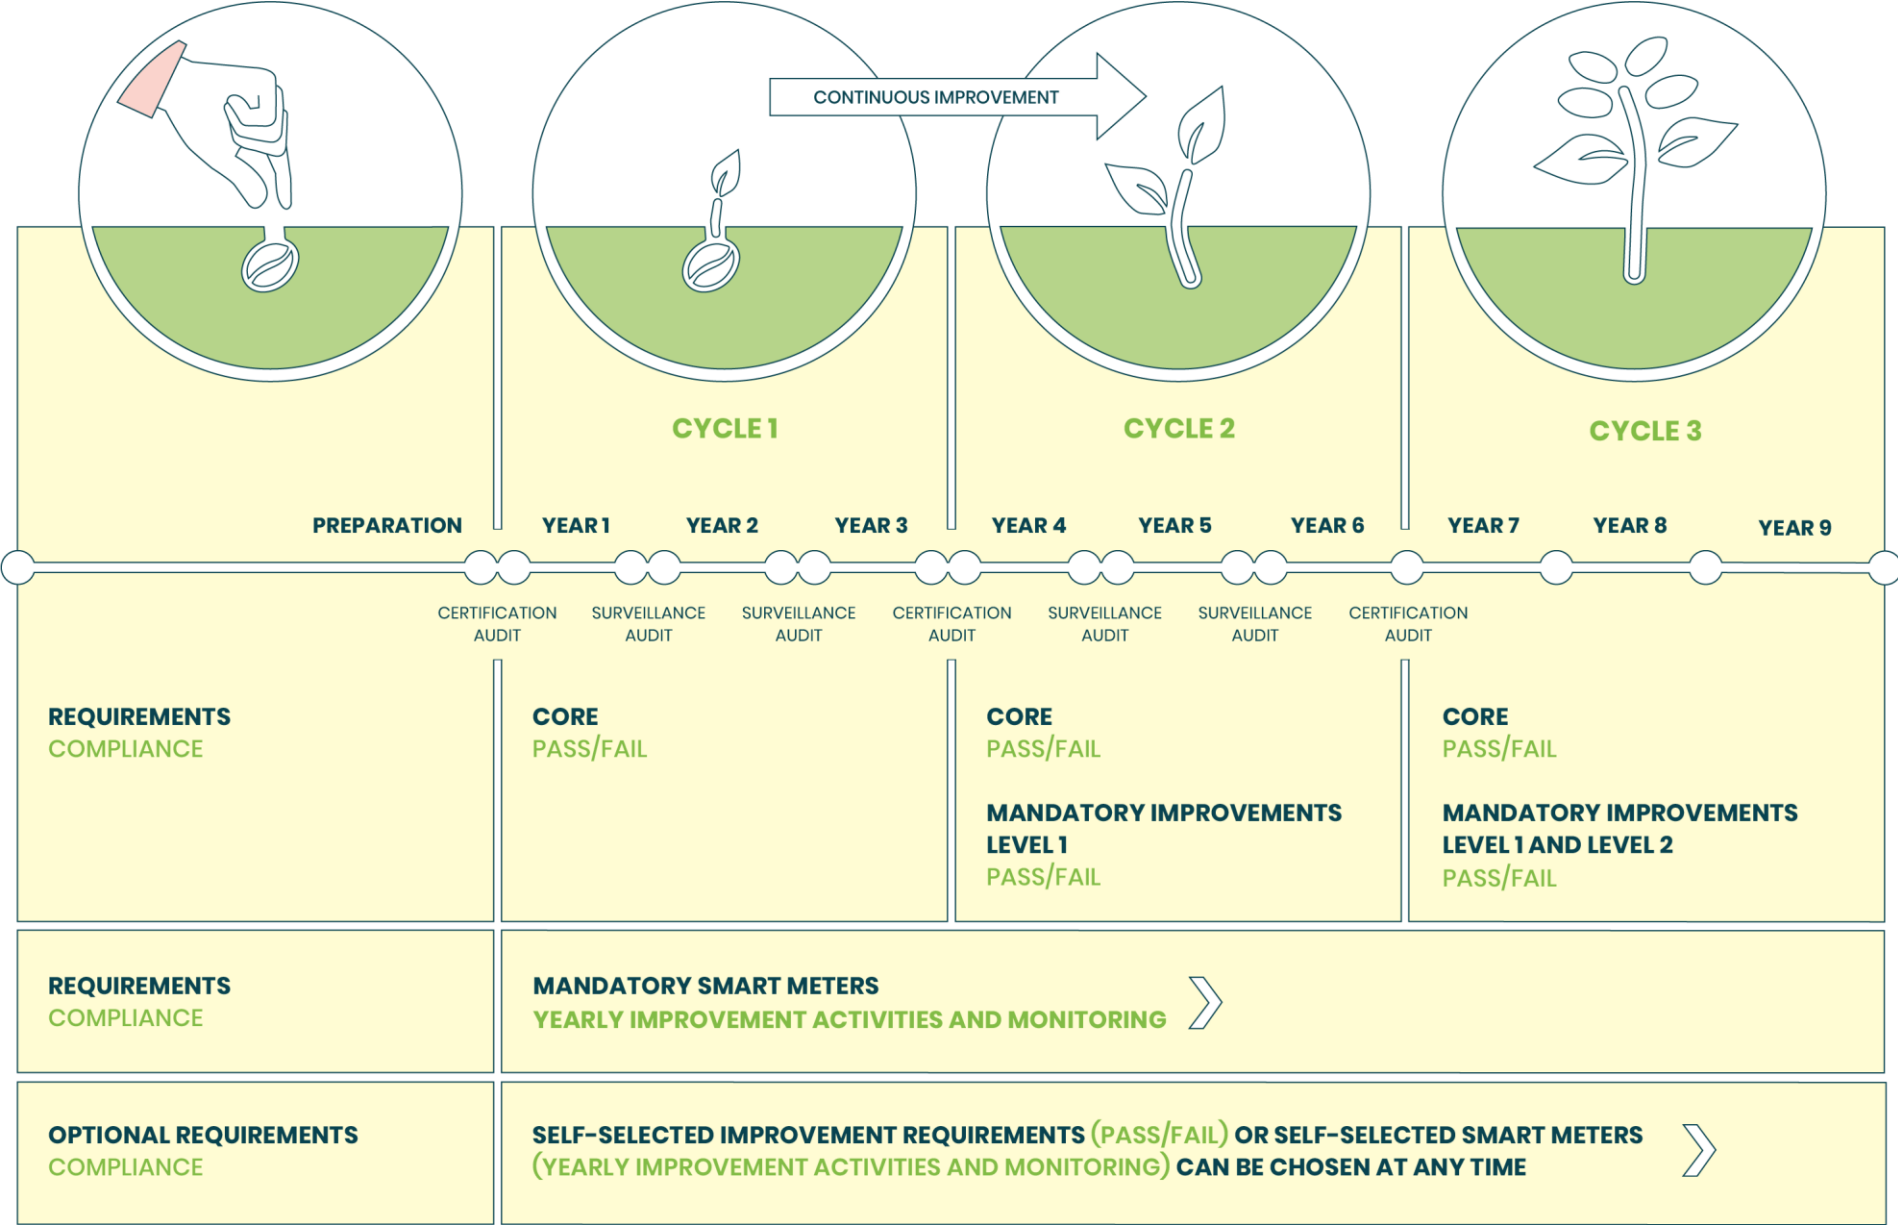 CONTINUOUS IMPROVEMENT
CYCLE 1
CYCLE 2
CYCLE 3
PREPARATION
YEAR 1
YEAR 2
YEAR 3
YEAR 4
YEAR 5
YEAR 6
YEAR 7
YEAR 8
YEAR 9
CERTIFICATION
AUDIT
SURVEILLANCE
AUDIT
SURVEILLANCE
AUDIT
CERTIFICATION
AUDIT
SURVEILLANCE
AUDIT
SURVEILLANCE
AUDIT
CERTIFICATION
AUDIT
REQUIREMENTS
COMPLIANCE
CORE
PASS/FAIL
CORE
PASS/FAIL
MANDATORY IMPROVEMENTS
LEVEL 1
PASS/FAIL
CORE
PASS/FAIL
MANDATORY IMPROVEMENTS
LEVEL 1 AND LEVEL 2
PASS/FAIL
REQUIREMENTS
COMPLIANCE
MANDATORY SMART METERS
YEARLY IMPROVEMENT ACTIVITIES AND MONITORING
OPTIONAL REQUIREMENTS
COMPLIANCE
SELF-SELECTED IMPROVEMENT REQUIREMENTS (PASS/FAIL) OR SELF-SELECTED SMART METERS
(YEARLY IMPROVEMENT ACTIVITIES AND MONITORING) CAN BE CHOSEN AT ANY TIME